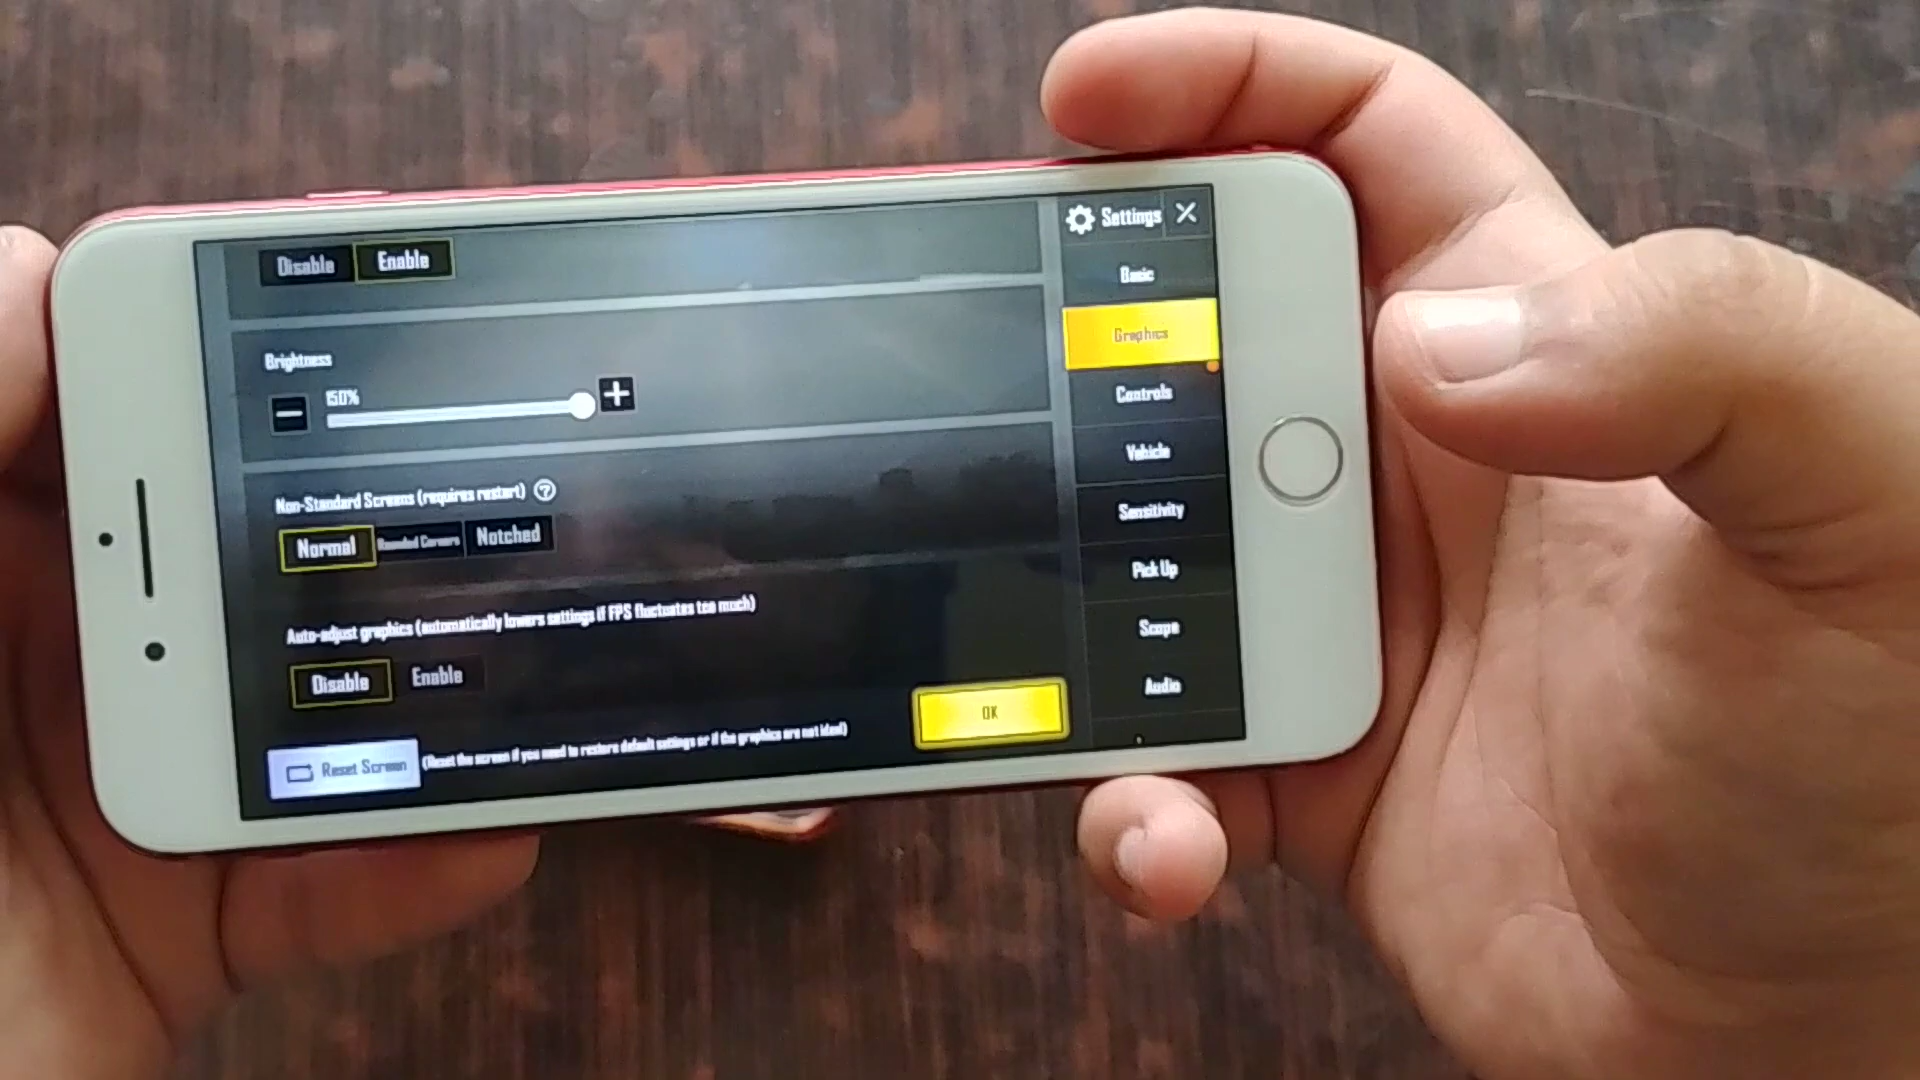 Disable Enable
Brightness
150%
Non-Standard Screens (requires restart) ?
Normal Rounded Corners Notched
Auto-adjust graphics (automatically lowers settings if FPS fluctuates too much)
Disable Enable
Reset Screen (Reset the screen if you need to restore default settings or if the graphics are not ideal)
OK
Settings
Basic
Graphics
Controls
Vehicle
Sensitivity
Pick Up
Scope
Audio